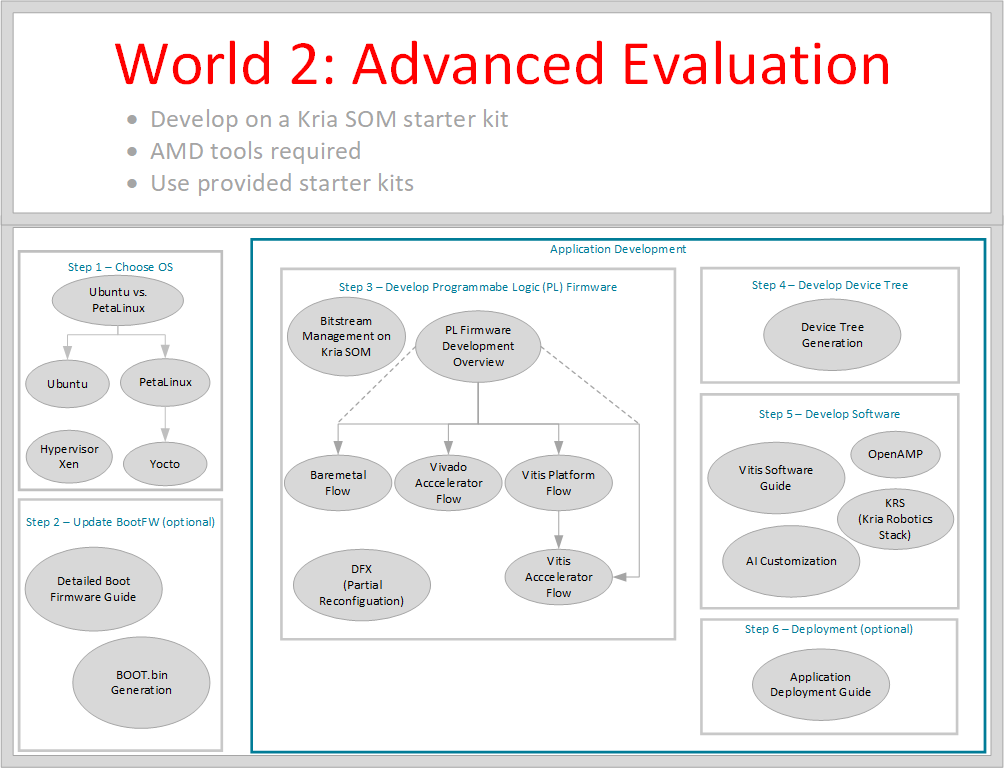 World 2: Advanced Evaluation
• Develop on a Kria SOM starter kit
• AMD tools required
• Use provided starter kits
Step 1 – Choose OS
Ubuntu vs.
PetaLinux
Ubuntu
PetaLinux
Hypervisor
Xen
Yocto
Step 2 – Update BootFW (optional)
Detailed Boot
Firmware Guide
BOOT.bin
Generation
Application Development
Step 3 – Develop Programmabe Logic (PL) Firmware
Bitstream
Management on
Kria SOM
PL Firmware
Development
Overview
Baremetal
Flow
Vivado
Acccelerator
Flow
Vitis Platform
Flow
DFX
(Partial
Reconfiguation)
Vitis
Acccelerator
Flow
Step 4 – Develop Device Tree
Device Tree
Generation
Step 5 – Develop Software
Vitis Software
Guide
OpenAMP
KRS
(Kria Robotics
Stack)
AI Customization
Step 6 – Deployment (optional)
Application
Deployment Guide